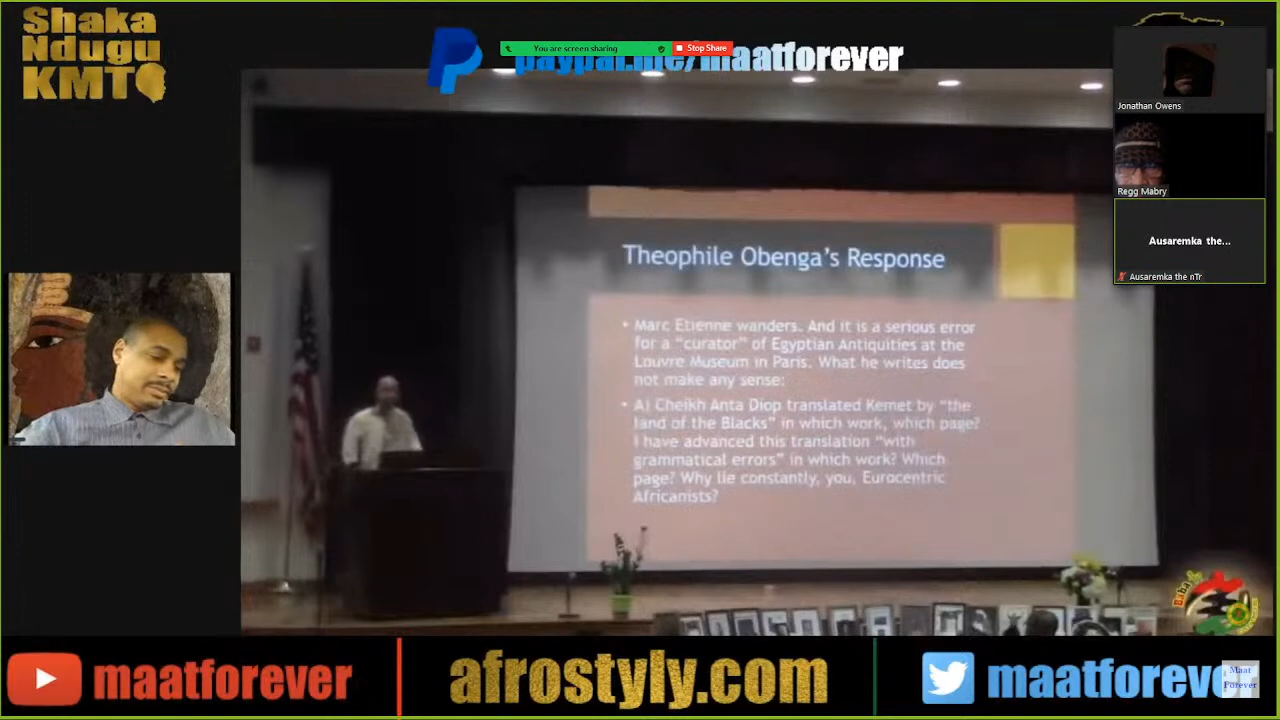 Shaka
Ndugu
KMT
You are screen sharing
Stop Share
paypal.me/maatforever
Jonathan Owens
Regg Mabry
Ausaremka the...
Ausaremka the nTr
Theophile Obenga's Response
• Marc Etienne wanders. And it is a serious error
for a "curator" of Egyptian Antiquities at the
Louvre Museum in Paris. What he writes does
not make any sense:
• A) Cheikh Anta Diop translated Kemet by "the
land of the Blacks" in which work, which page?
I have advanced this translation "with
grammatical errors" in which work? Which
page? Why lie constantly, you, Eurocentric
Africanists?
maatforever
afrostyly.com
maatforever
Maat
Forever